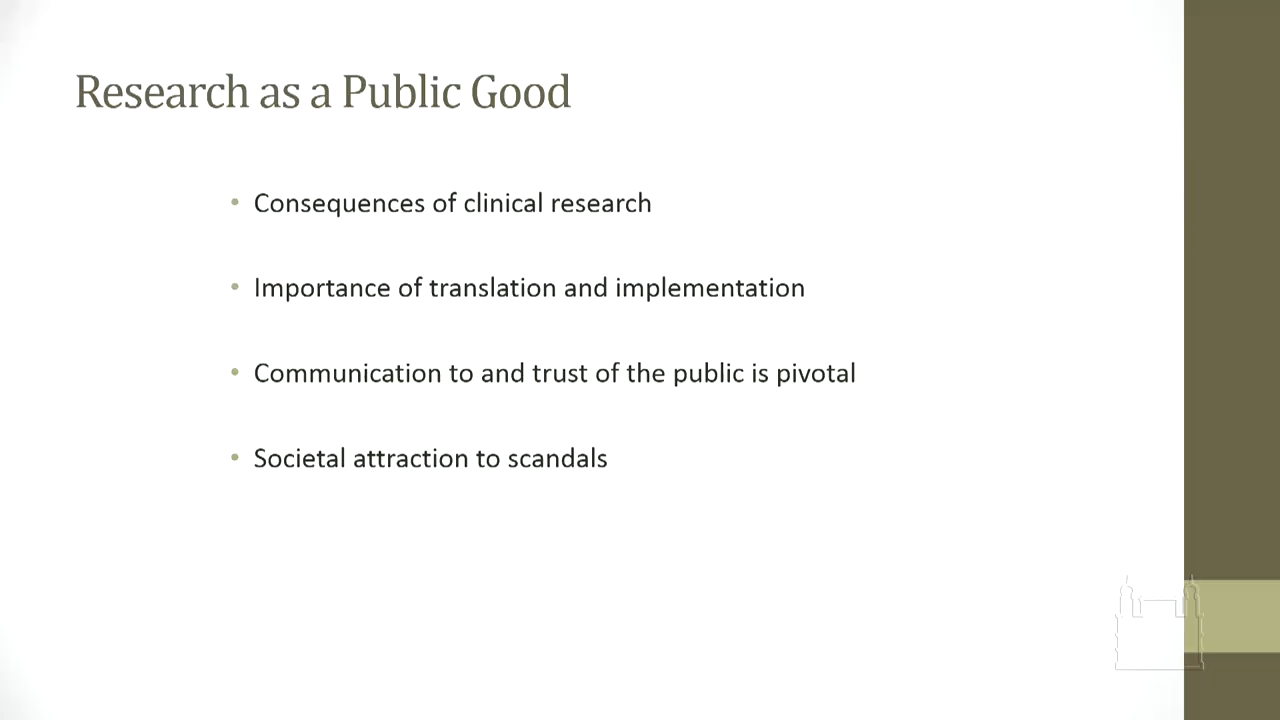 Research as a Public Good
• Consequences of clinical research
• Importance of translation and implementation
• Communication to and trust of the public is pivotal
• Societal attraction to scandals